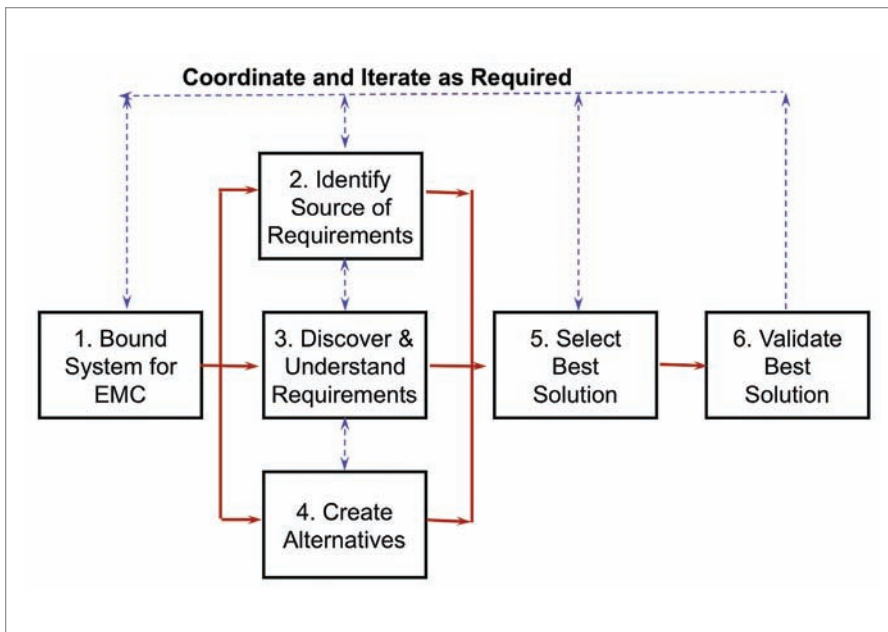 Coordinate and Iterate as Required
2. Identify
Source of
Requirements
1. Bound
System for
EMC
3. Discover &
Understand
Requirements
5. Select
Best
Solution
6. Validate
Best
Solution
4. Create
Alternatives